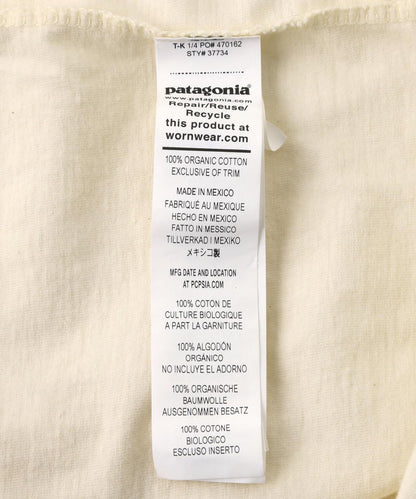 T-K 1/4 PO# 470162
STY# 37734
patagonia®
www.patagonia.com
Repair/Reuse/
Recycle
this product at
wornwear.com
100% ORGANIC COTTON
EXCLUSIVE OF TRIM
MADE IN MEXICO
FABRIQUÉ AU MEXIQUE
HECHO EN MEXICO
FATTO IN MESSICO
TILLVERKAD I MEXIKO
メキシコ製
MFG DATE AND LOCATION
AT PCPSIA.COM
100% COTON DE
CULTURE BIOLOGIQUE
A PART LA GARNITURE
100% ALGODÓN
ORGÁNICO
NO INCLUYE EL ADORNO
100% ORGANISCHE
BAUMWOLLE
AUSGENOMMEN BESATZ
100% COTONE
BIOLOGICO
ESCLUSO INSERTO